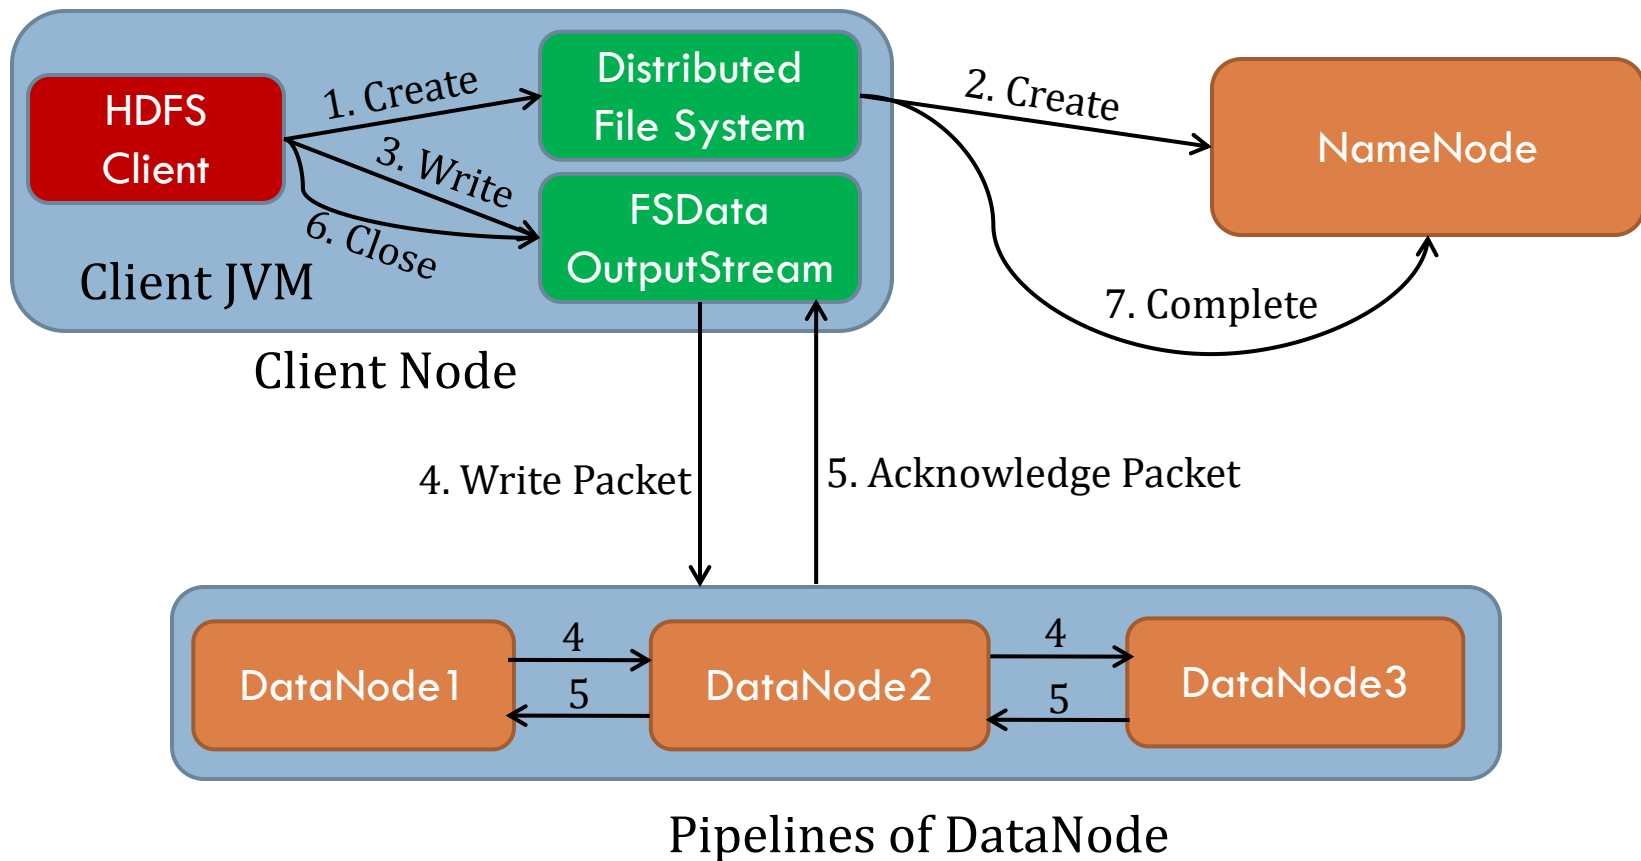 HDFS
Client
1. Create
3. Write
6. Close
Client JVM
Distributed
File System
FSData
OutputStream
2. Create
NameNode
7. Complete
Client Node
4. Write Packet
5. Acknowledge Packet
DataNode1
4
5
DataNode2
4
5
DataNode3
Pipelines of DataNode